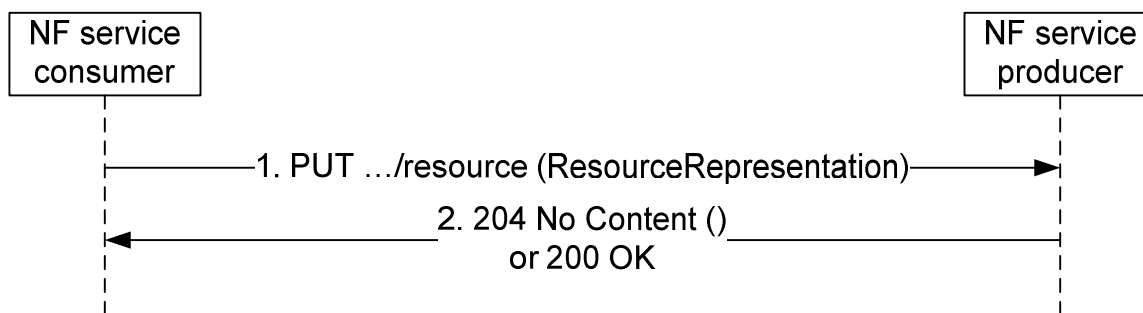 NF service
consumer
NF service
producer
1. PUT …/resource (ResourceRepresentation)
2. 204 No Content ()
or 200 OK